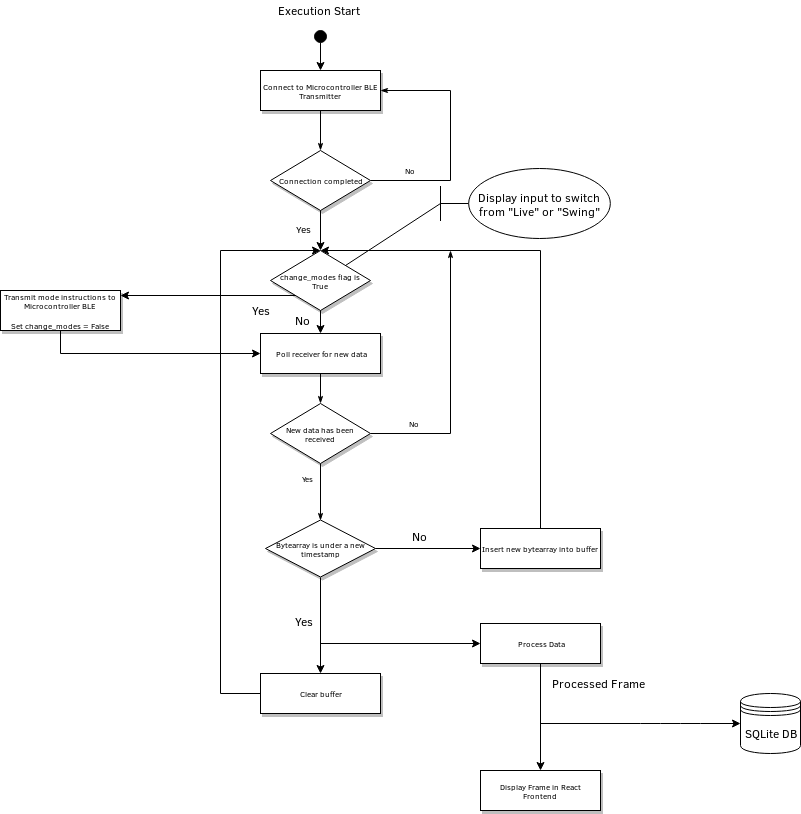 Execution Start
Connect to Microcontroller BLE
Transmitter
Connection completed
No
Yes
Display input to switch
from "Live" or "Swing"
change_modes flag is
True
Transmit mode instructions to
Microcontroller BLE
Set change_modes = False
Yes
No
Poll receiver for new data
New data has been
received
No
Yes
Bytearray is under a new
timestamp
No
Insert new bytearray into buffer
Yes
Process Data
Clear buffer
Processed Frame
SQLite DB
Display Frame in React
Frontend